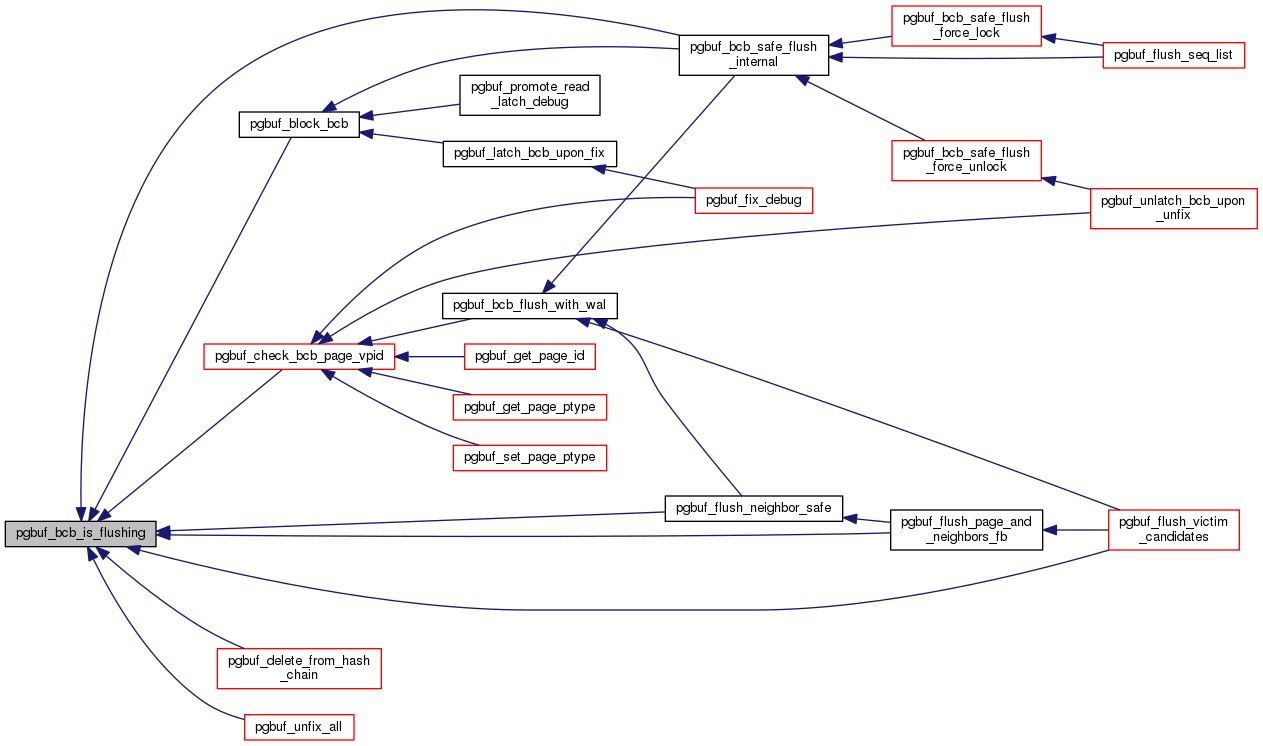 pgbuf_bcb_safe_flush
_force_lock
pgbuf_bcb_safe_flush
_internal
pgbuf_flush_seq_list
pgbuf_promote_read
_latch_debug
pgbuf_block_bcb
pgbuf_latch_bcb_upon_fix
pgbuf_bcb_safe_flush
_force_unlock
pgbuf_fix_debug
pgbuf_unlatch_bcb_upon
_unfix
pgbuf_bcb_flush_with_wal
pgbuf_check_bcb_page_vpid
pgbuf_get_page_id
pgbuf_get_page_ptype
pgbuf_set_page_ptype
pgbuf_flush_neighbor_safe
pgbuf_bcb_is_flushing
pgbuf_flush_page_and
_neighbors_fb
pgbuf_flush_victim
_candidates
pgbuf_delete_from_hash
_chain
pgbuf_unfix_all